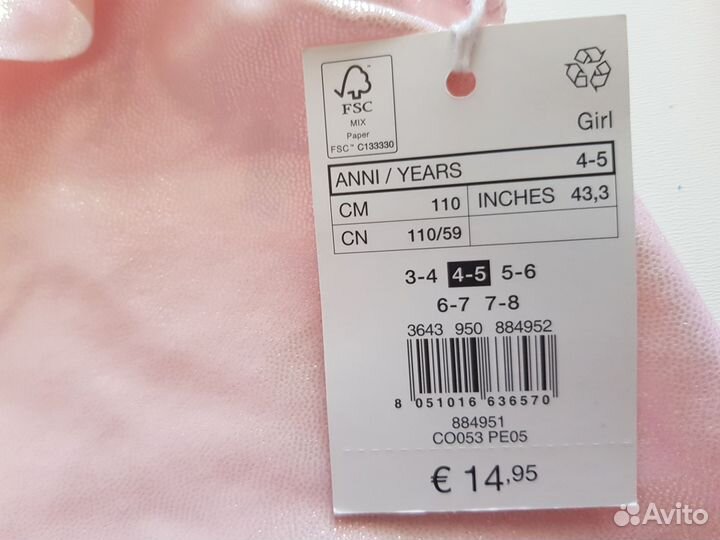 FSC
MIX
Paper
FSC™ C133330
Girl
ANNI / YEARS 4-5
CM 110 INCHES 43,3
CN 110/59
3-4 4-5 5-6
6-7 7-8
3643 950 884952
8 051016 636570
884951
CO053 PE05
€ 14,95
Avito